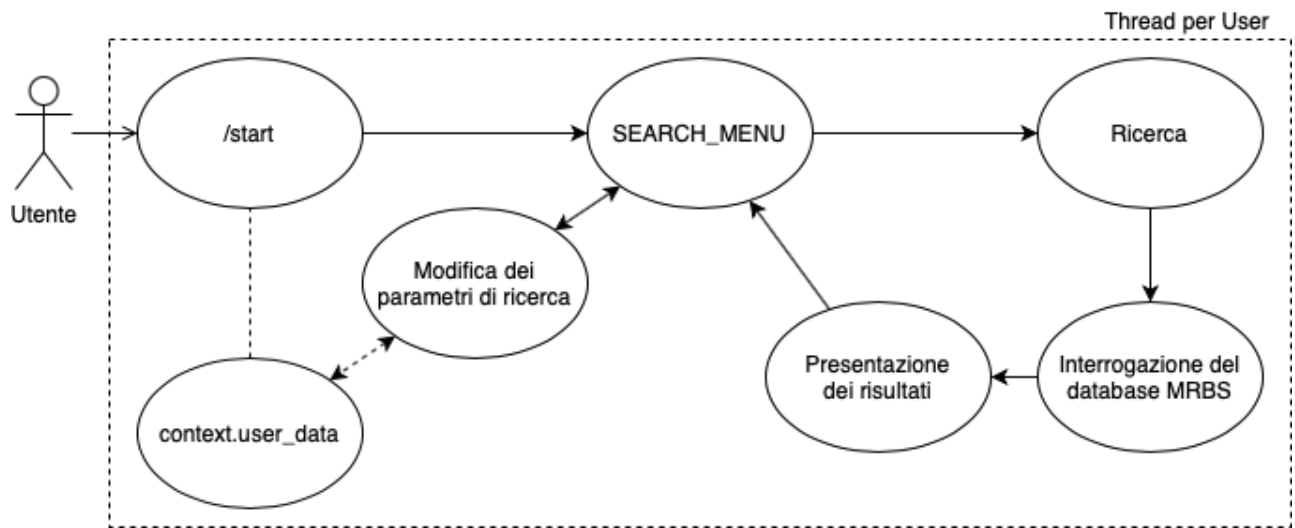 Thread per User
Utente
/start
SEARCH_MENU
Ricerca
Modifica dei
parametri di ricerca
context.user_data
Presentazione
dei risultati
Interrogazione del
database MRBS